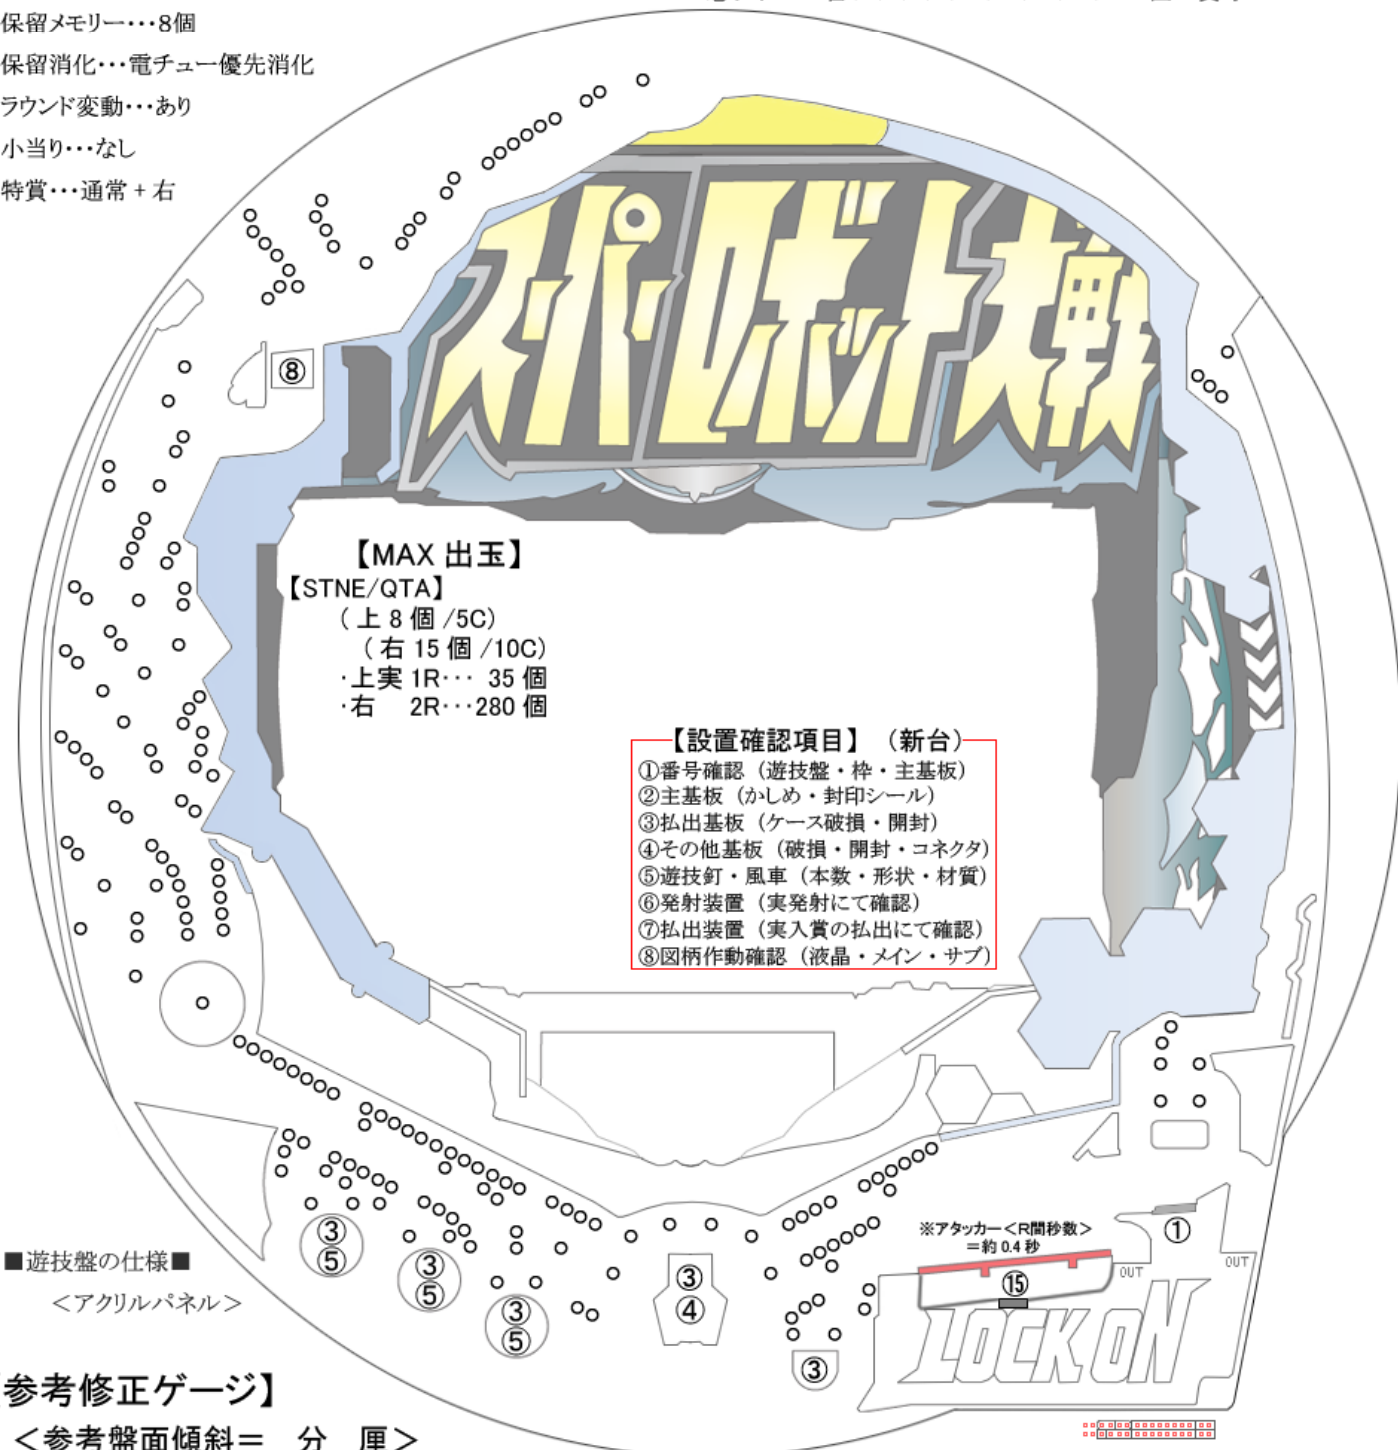 保留メモリー･･･8個
保留消化･･･電チュー優先消化
ラウンド変動･･･あり
小当り･･･なし
特賞･･･通常 + 右
スーパーロボット大戦
⑧
【MAX 出玉】
【STNE/QTA】
( 上 8 個 /5C)
( 右 15 個 /10C)
･上実 1R･･･ 35 個
･右 2R･･･280 個
【設置確認項目】（新台）
①番号確認（遊技盤・枠・主基板）
②主基板（かしめ・封印シール）
③払出基板（ケース破損・開封）
④その他基板（破損・開封・コネクタ）
⑤遊技釘・風車（本数・形状・材質）
⑥発射装置（実発射にて確認）
⑦払出装置（実入賞の払出にて確認）
⑧図柄作動確認（液晶・メイン・サブ）
※アタッカー＜R間秒数＞
＝約 0.4 秒
①
OUT
OUT
⑮
LOCK ON
③
⑤
③
⑤
③
⑤
③
④
③
■遊技盤の仕様■
＜アクリルパネル＞
参考修正ゲージ】
＜参考盤面傾斜＝ 分 厘＞